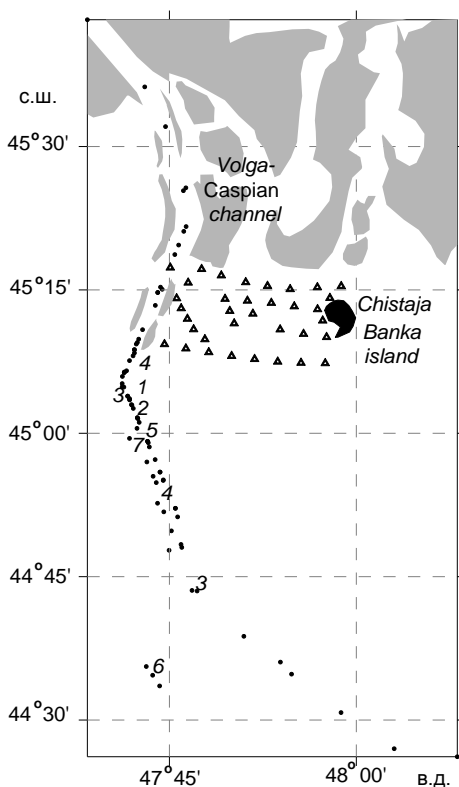 с.ш.
45°30'
Volga-
Caspian
channel
45°15'
Chistaja
Banka
island
4
1
3
2
45°00'
5
7
4
44°45'
3
6
44°30'
47°45'
48°00'
в.д.